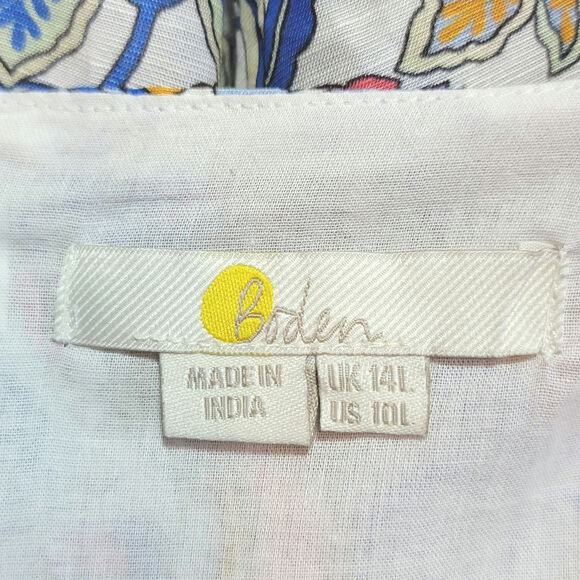 Boden
MADE IN
INDIA
UK 14L
US 10L